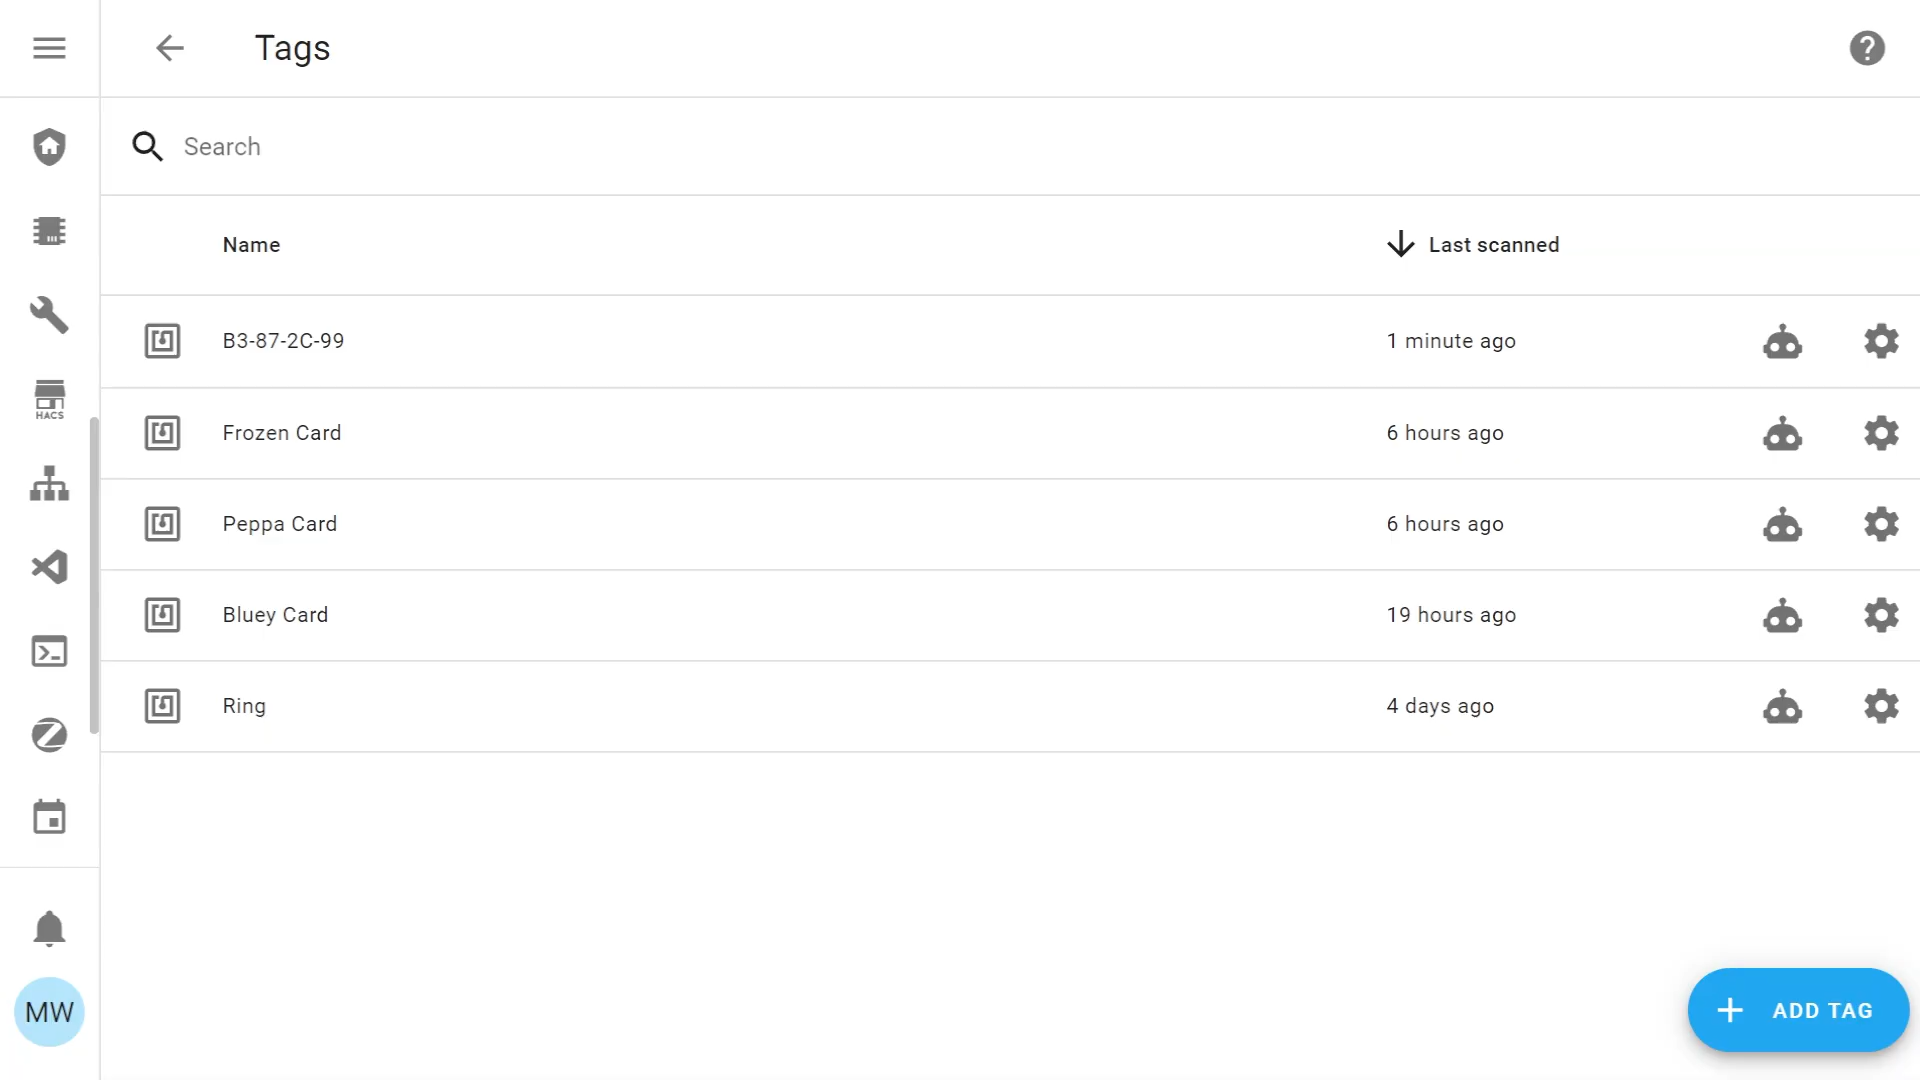 Tags
Search
Name
Last scanned
B3-87-2C-99
1 minute ago
HACS
Frozen Card
6 hours ago
Peppa Card
6 hours ago
Bluey Card
19 hours ago
Ring
4 days ago
MW
ADD TAG